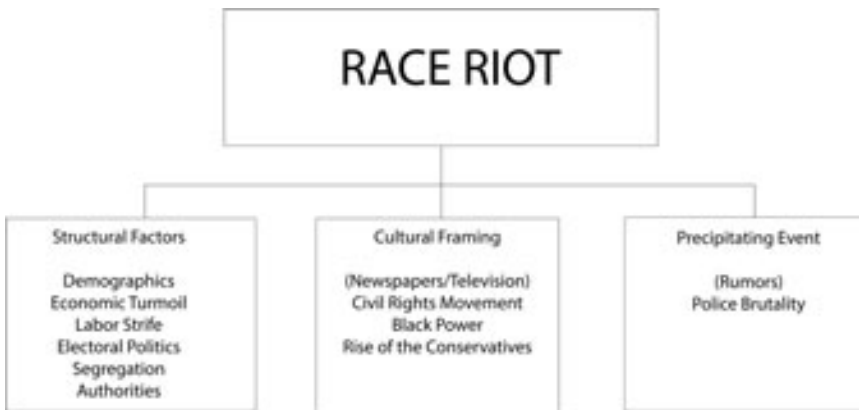 RACE RIOT
Structural Factors
Demographics
Economic Turmoil
Labor Strife
Electoral Politics
Segregation
Authorities
Cultural Framing
(Newspapers/Television)
Civil Rights Movement
Black Power
Rise of the Conservatives
Precipitating Event
(Rumors)
Police Brutality